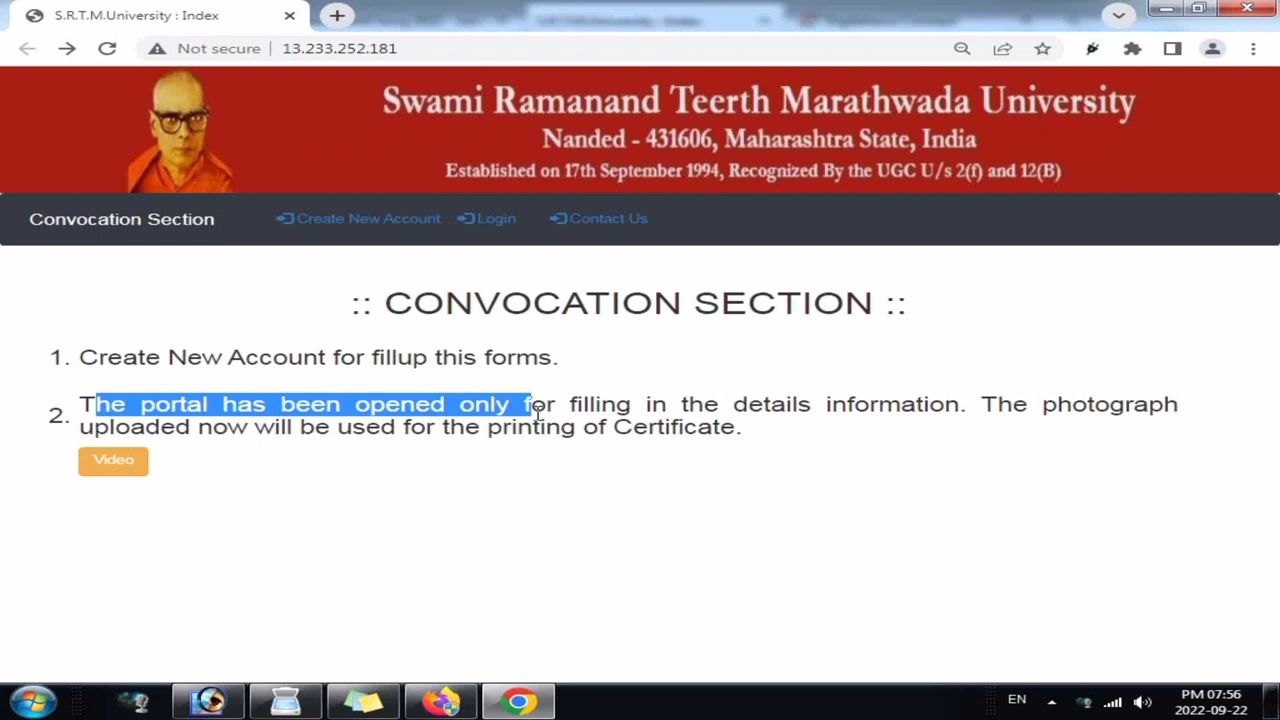 S.R.T.M.University : Index
Not secure
13.233.252.181
Swami Ramanand Teerth Marathwada University
Nanded - 431606, Maharashtra State, India
Established on 17th September 1994, Recognized By the UGC U/s 2(f) and 12(B)
Convocation Section
Create New Account
Login
Contact Us
:: CONVOCATION SECTION ::
1. Create New Account for fillup this forms.
2. The portal has been opened only for filling in the details information. The photograph
uploaded now will be used for the printing of Certificate.
Video
EN
PM 07:56
2022-09-22